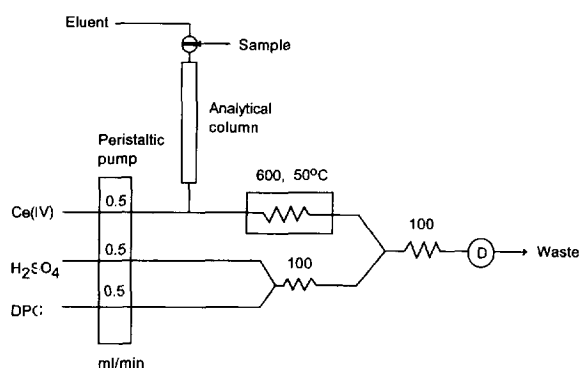 Eluent
Sample
Analytical
column
Peristaltic
pump
600, 50°C
Ce(IV)
0.5
100
D
Waste
H2SO4
0.5
100
DPC
0.5
ml/min